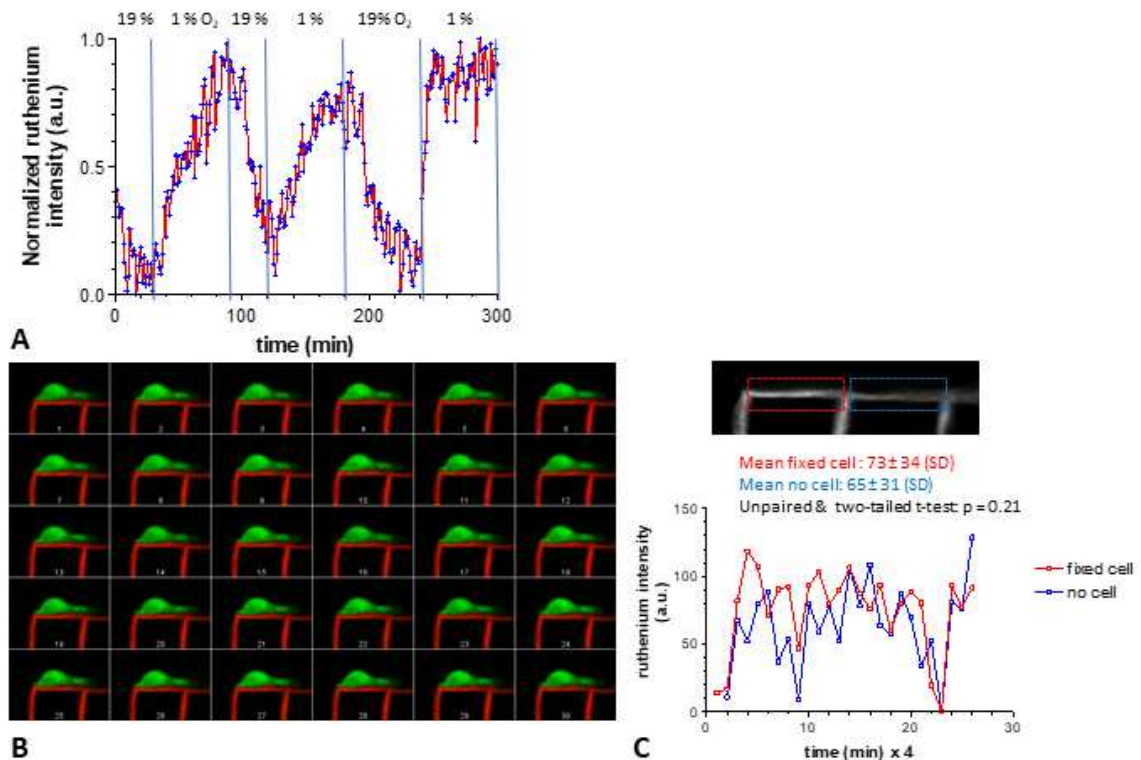 19 % 1 % O2 19 % 1 % 19% O2 1 %
Normalized ruthenium
intensity (a.u.)
1.0
0.5
0.0
0 100 200 300
time (min)
A
1 2 3 4 5 6
7 8 9 10 11 12
13 14 15 16 17 18
19 20 21 22 23 24
25 26 27 28 29 30
B
Mean fixed cell : 73±34 (SD)
Mean no cell: 65±31 (SD)
Unpaired & two-tailed t-test: p = 0.21
ruthenium intensity
(a.u.)
150
100
50
0
0 10 20 30
time (min) x 4
fixed cell
no cell
C